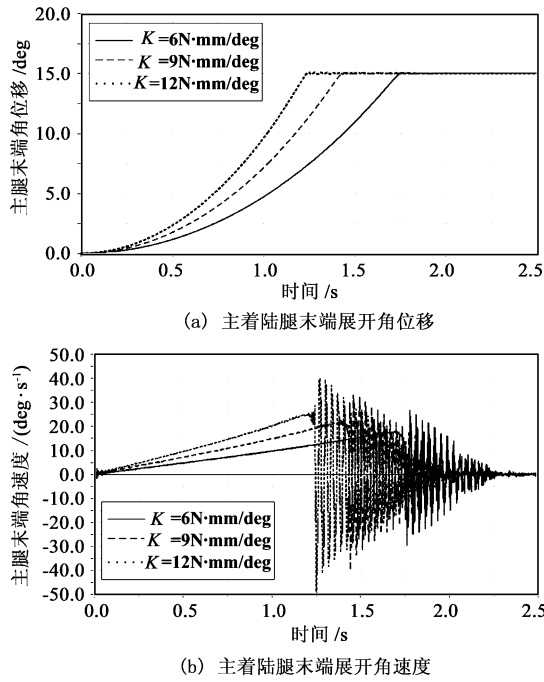 20.0
K=6N·mm/deg
K =9N·mm/deg
K=12N·mm/deg
15.0
10.0
5.0
0.0
主腿末端角位移 /deg
0.0 0.5 1.0 1.5 2.0 2.5
时间 /s
(a) 主着陆腿末端展开角位移
50.0
40.0
30.0
20.0
10.0
0.0
-10.0
-20.0
-30.0
-40.0
-50.0
主腿末端角速度 / (deg·s⁻¹)
K =6N·mm/deg
K =9N·mm/deg
K=12N·mm/deg
0.0 0.5 1.0 1.5 2.0 2.5
时间 /s
(b) 主着陆腿末端展开角速度